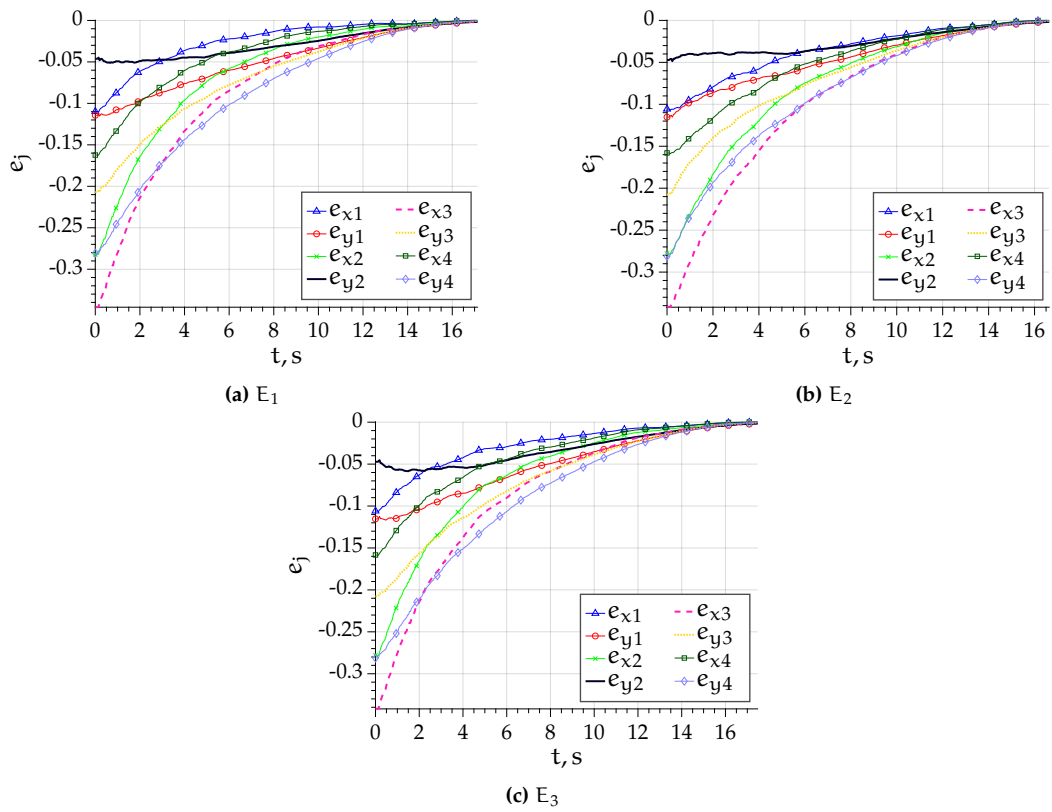 0
-0.05
-0.1
-0.15
-0.2
-0.25
-0.3
e_j
0 2 4 6 8 10 12 14 16
t, s
e_x1 e_x3
e_y1 e_y3
e_x2 e_x4
e_y2 e_y4
(a) E_1
0
-0.05
-0.1
-0.15
-0.2
-0.25
-0.3
e_j
0 2 4 6 8 10 12 14 16
t, s
e_x1 e_x3
e_y1 e_y3
e_x2 e_x4
e_y2 e_y4
(b) E_2
0
-0.05
-0.1
-0.15
-0.2
-0.25
-0.3
e_j
0 2 4 6 8 10 12 14 16
t, s
e_x1 e_x3
e_y1 e_y3
e_x2 e_x4
e_y2 e_y4
(c) E_3